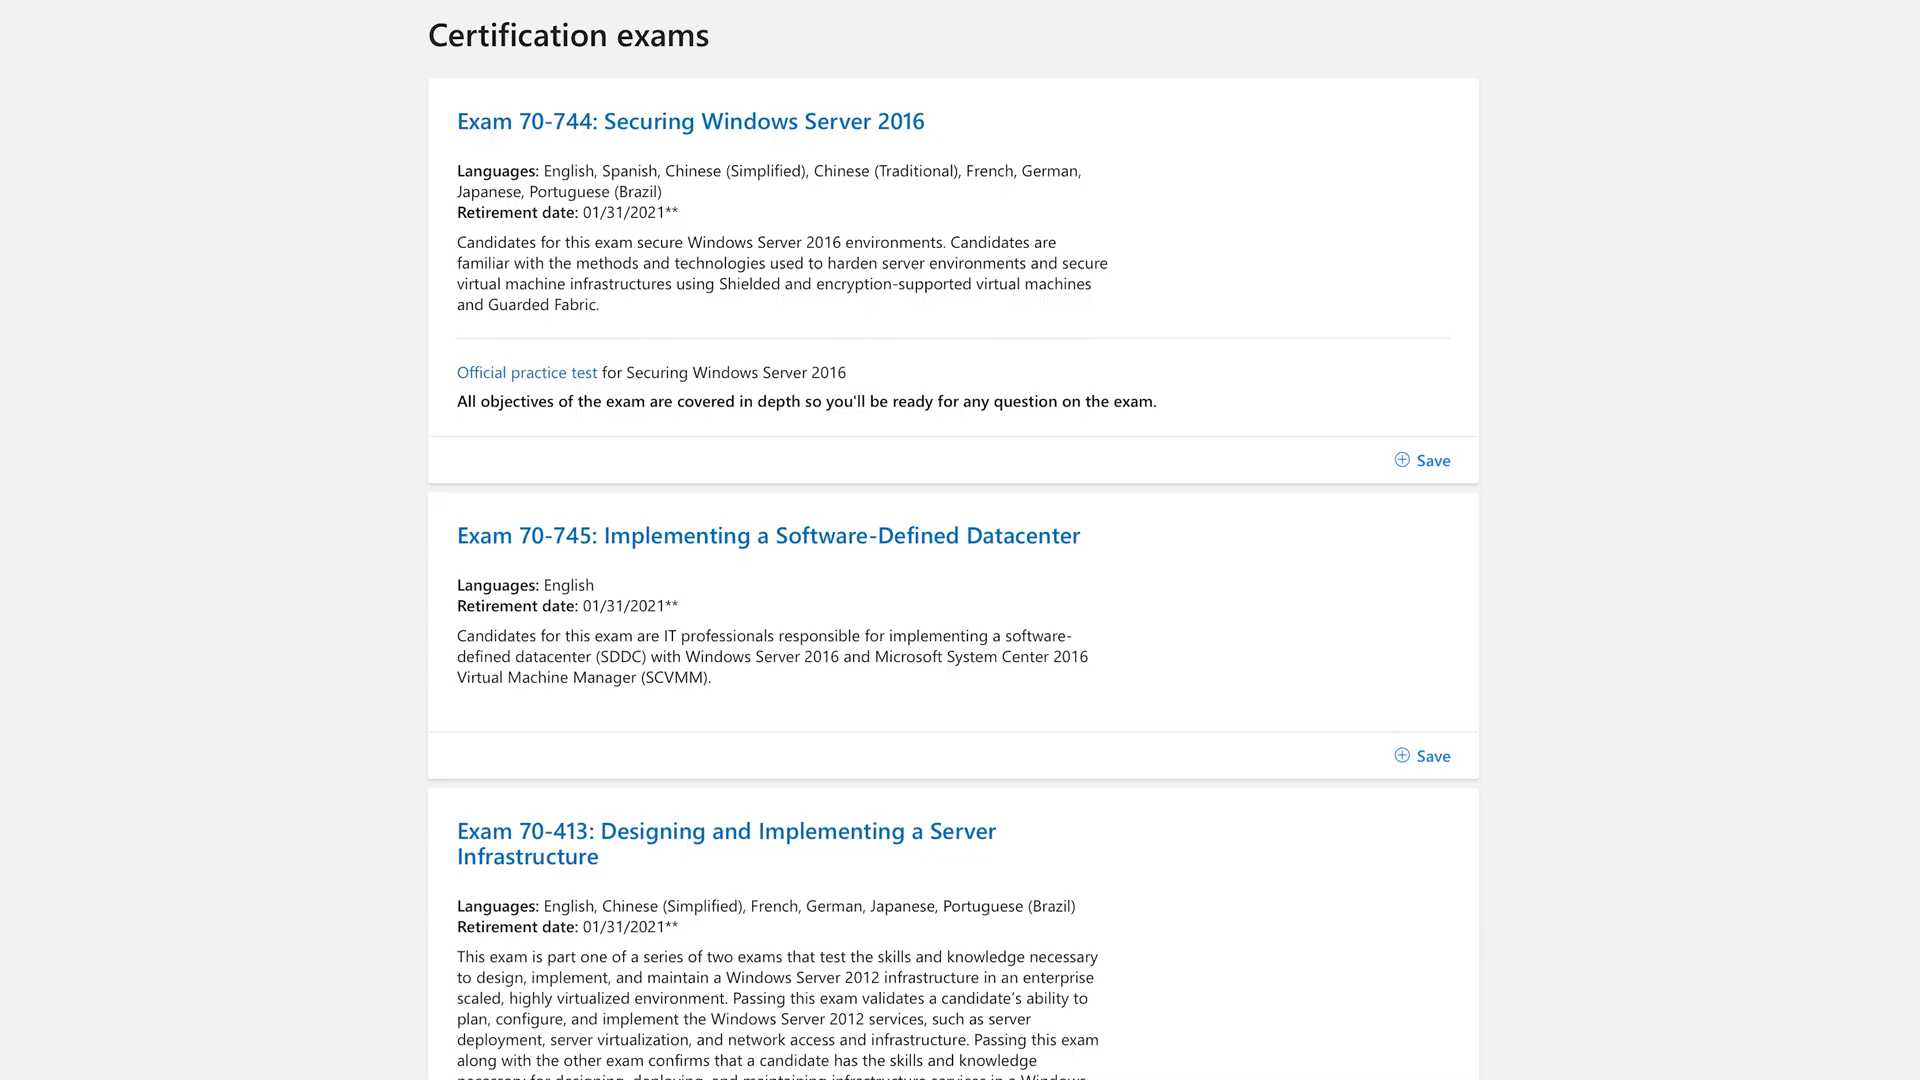 Certification exams
Exam 70-744: Securing Windows Server 2016
Languages: English, Spanish, Chinese (Simplified), Chinese (Traditional), French, German,
Japanese, Portuguese (Brazil)
Retirement date: 01/31/2021**
Candidates for this exam secure Windows Server 2016 environments. Candidates are
familiar with the methods and technologies used to harden server environments and secure
virtual machine infrastructures using Shielded and encryption-supported virtual machines
and Guarded Fabric.
Official practice test for Securing Windows Server 2016
All objectives of the exam are covered in depth so you'll be ready for any question on the exam.
Save
Exam 70-745: Implementing a Software-Defined Datacenter
Languages: English
Retirement date: 01/31/2021**
Candidates for this exam are IT professionals responsible for implementing a software-
defined datacenter (SDDC) with Windows Server 2016 and Microsoft System Center 2016
Virtual Machine Manager (SCVMM).
Save
Exam 70-413: Designing and Implementing a Server
Infrastructure
Languages: English, Chinese (Simplified), French, German, Japanese, Portuguese (Brazil)
Retirement date: 01/31/2021**
This exam is part one of a series of two exams that test the skills and knowledge necessary
to design, implement, and maintain a Windows Server 2012 infrastructure in an enterprise
scaled, highly virtualized environment. Passing this exam validates a candidate’s ability to
plan, configure, and implement the Windows Server 2012 services, such as server
deployment, server virtualization, and network access and infrastructure. Passing this exam
along with the other exam confirms that a candidate has the skills and knowledge
necessary for designing, deploying, and maintaining infrastructure services in a Windows